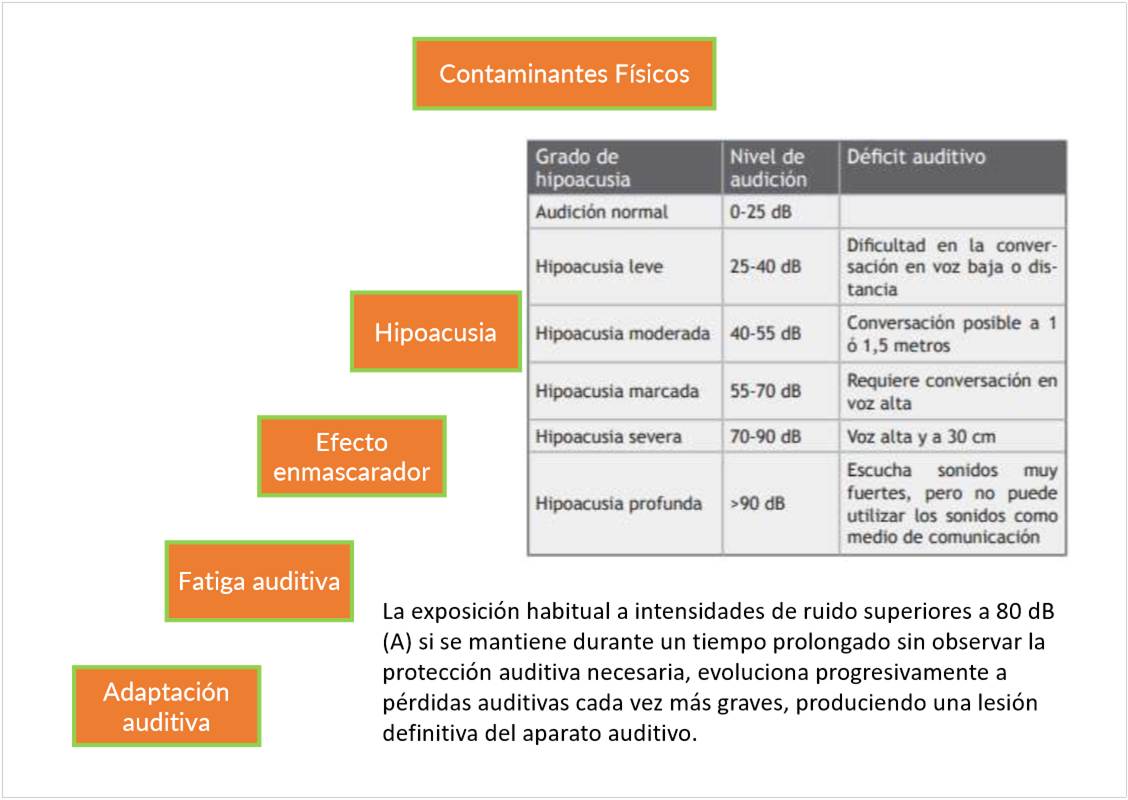 Contaminantes Físicos
Grado de
hipoacusia
Nivel de
audición
Déficit auditivo
Audición normal
0-25 dB
Hipoacusia leve
25-40 dB
Dificultad en la conver-
sación en voz baja o dis-
tancia
Hipoacusia moderada
40-55 dB
Conversación posible a 1
ó 1,5 metros
Hipoacusia marcada
55-70 dB
Requiere conversación en
voz alta
Hipoacusia severa
70-90 dB
Voz alta y a 30 cm
Hipoacusia profunda
>90 dB
Escucha sonidos muy
fuertes, pero no puede
utilizar los sonidos como
medio de comunicación
Hipoacusia
Efecto
enmascarador
Fatiga auditiva
Adaptación
auditiva
La exposición habitual a intensidades de ruido superiores a 80 dB
(A) si se mantiene durante un tiempo prolongado sin observar la
protección auditiva necesaria, evoluciona progresivamente a
pérdidas auditivas cada vez más graves, produciendo una lesión
definitiva del aparato auditivo.